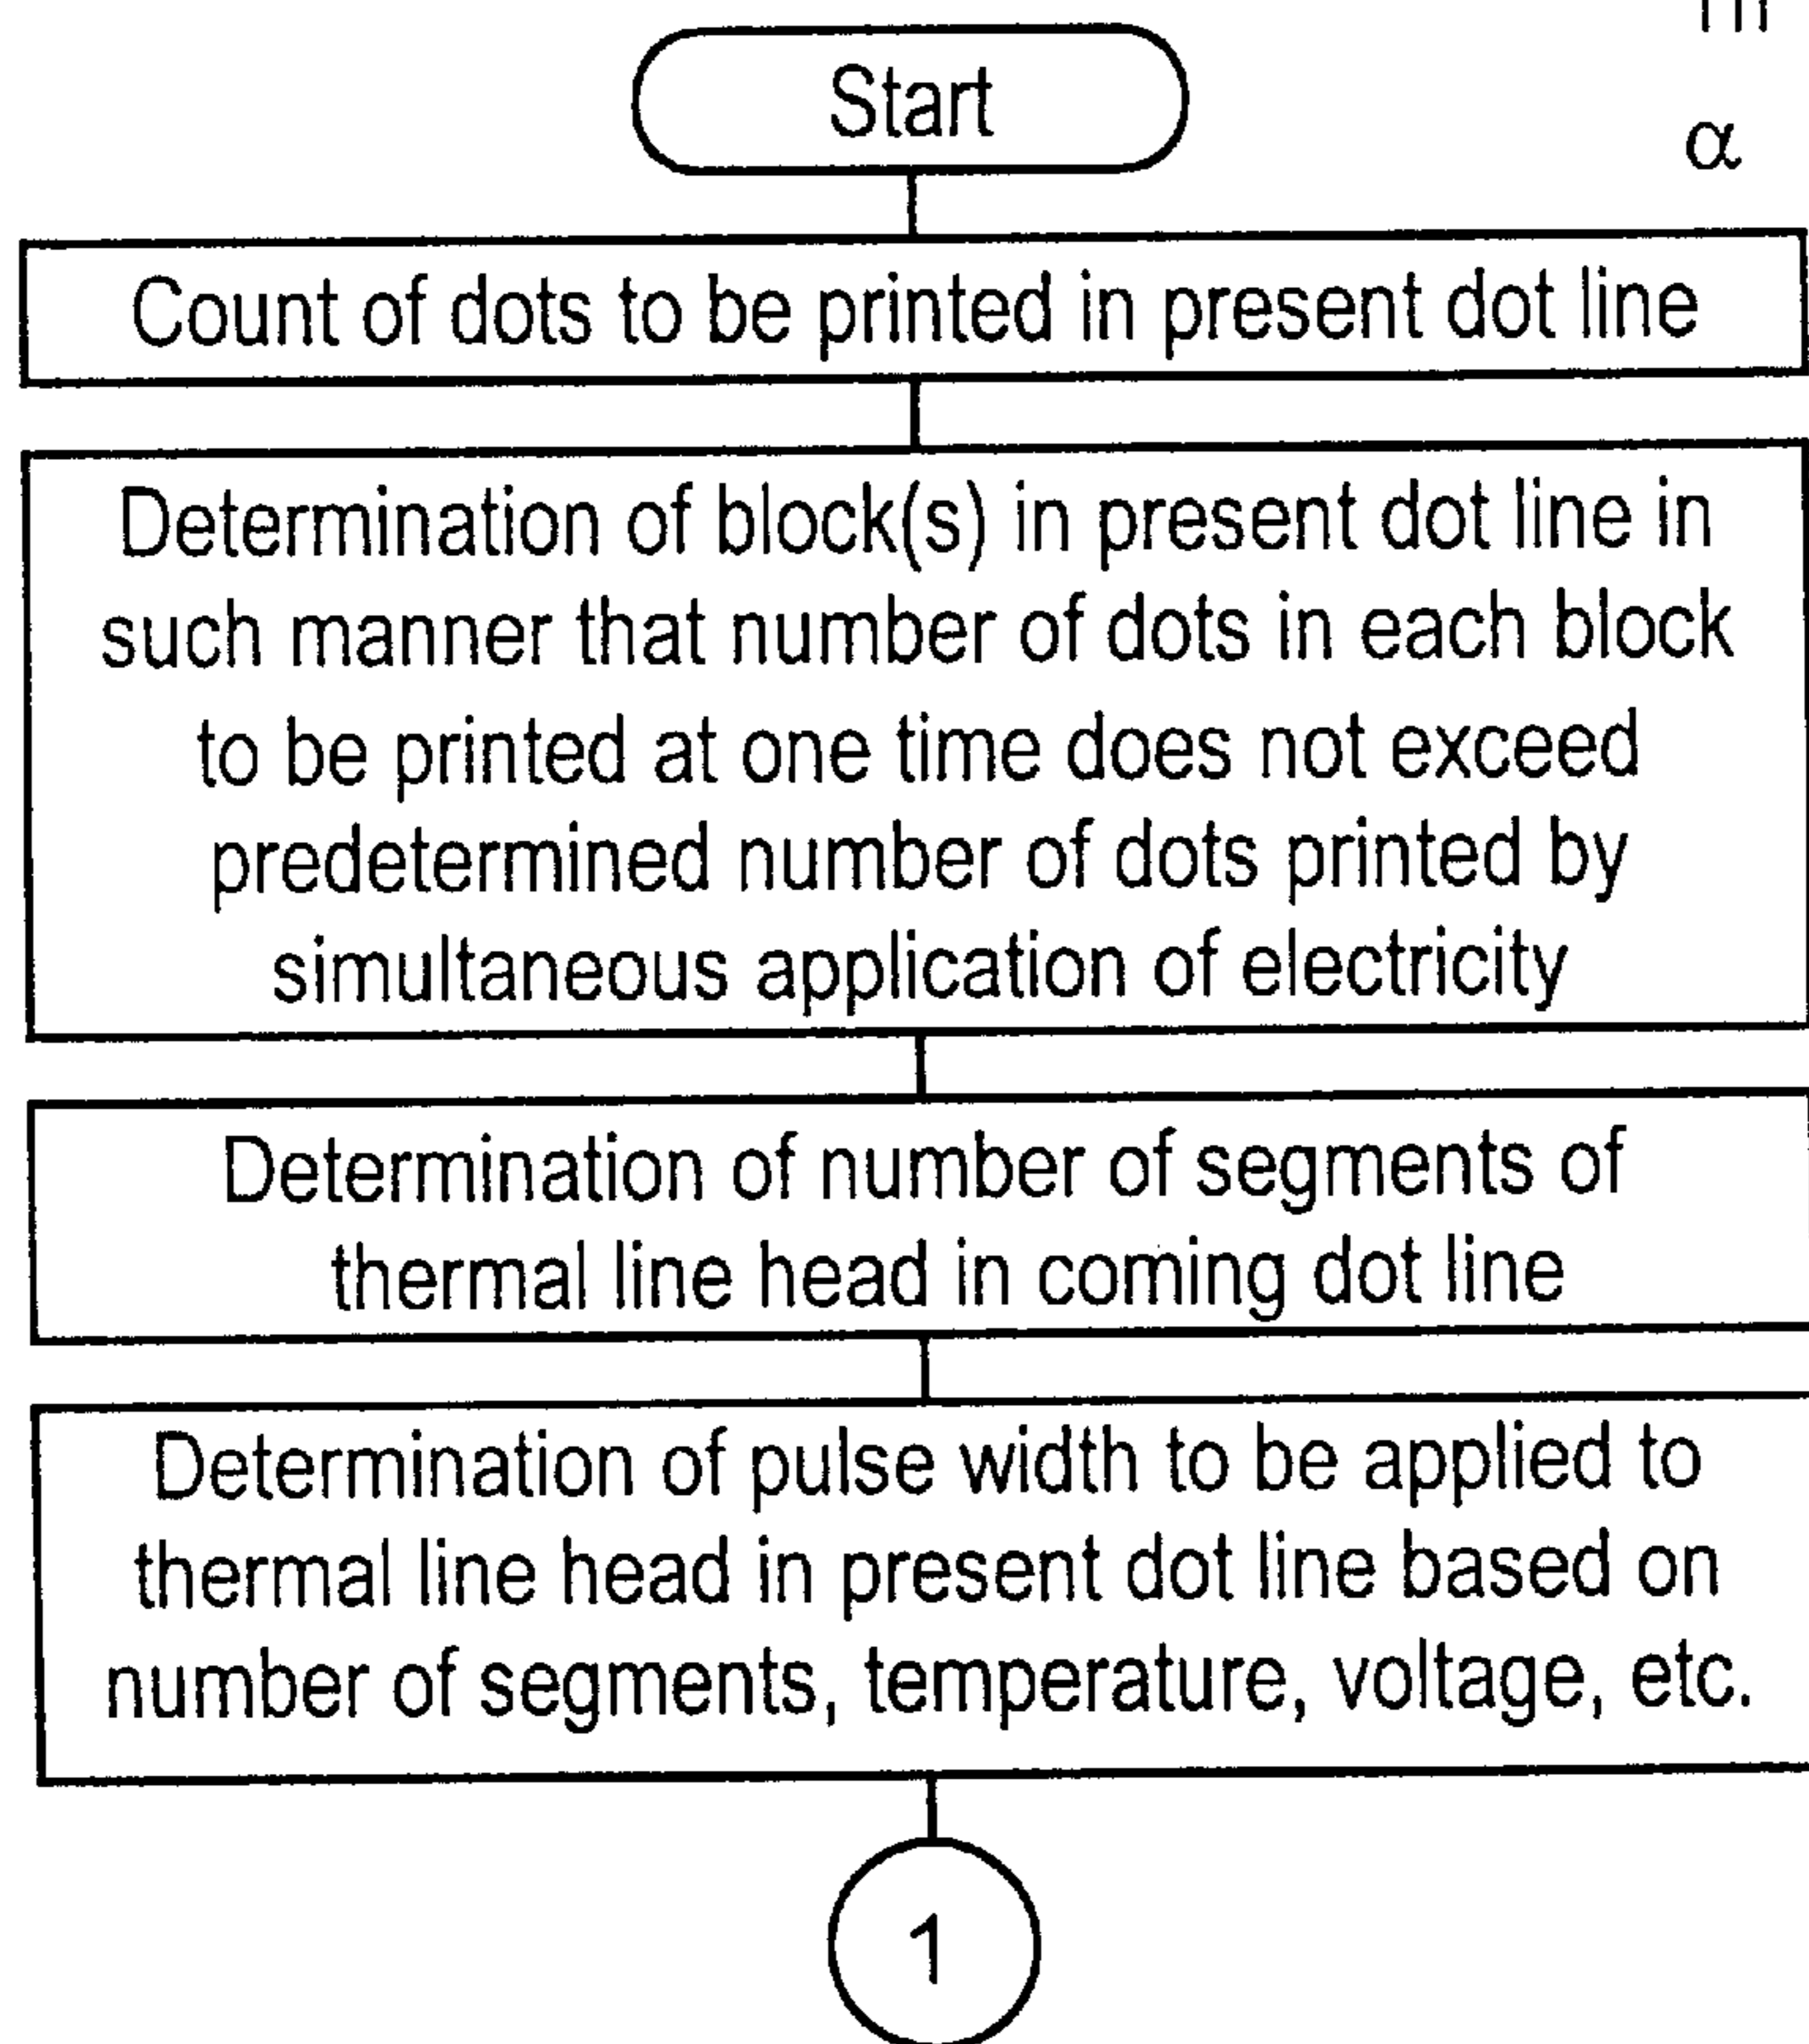 Start
α
Count of dots to be printed in present dot line
Determination of block(s) in present dot line in
such manner that number of dots in each block
to be printed at one time does not exceed
predetermined number of dots printed by
simultaneous application of electricity
Determination of number of segments of
thermal line head in coming dot line
Determination of pulse width to be applied to
thermal line head in present dot line based on
number of segments, temperature, voltage, etc.
1